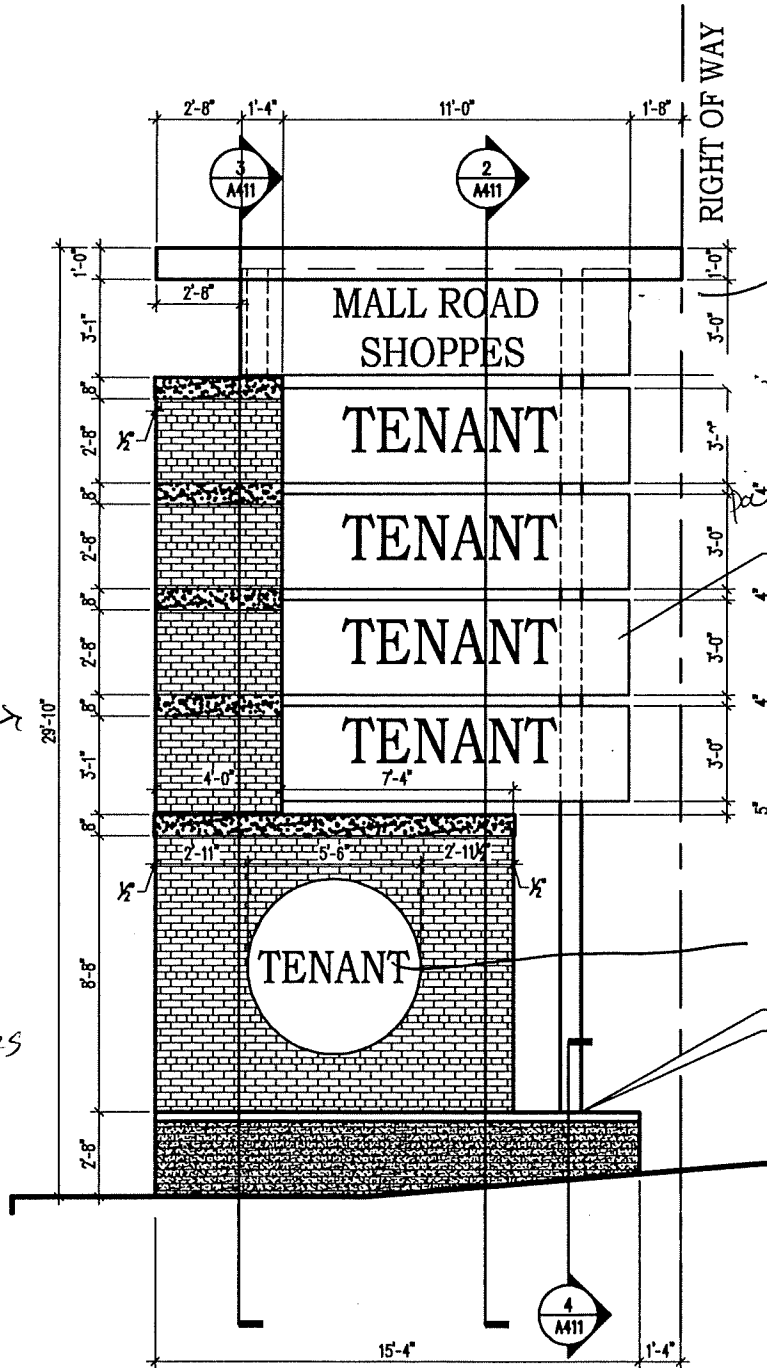 2'-8" 1'-4" 11'-0" 1'-8"
RIGHT OF WAY
3
A411
2
A411
1'-0"
1'-0"
2'-8"
3'-1"
MALL ROAD
SHOPPES
3'-0"
8"
½"
2'-8"
TENANT
4"
8"
2'-8"
TENANT
3'-0"
4"
8"
2'-8"
TENANT
3'-0"
4"
8"
29'-10"
3'-1"
TENANT
3'-0"
4'-0" 7'-4"
5"
8"
2'-11" 5'-6" 2'-11½"
½" ½"
8'-8"
TENANT
2'-8"
4
A411
15'-4" 1'-4"